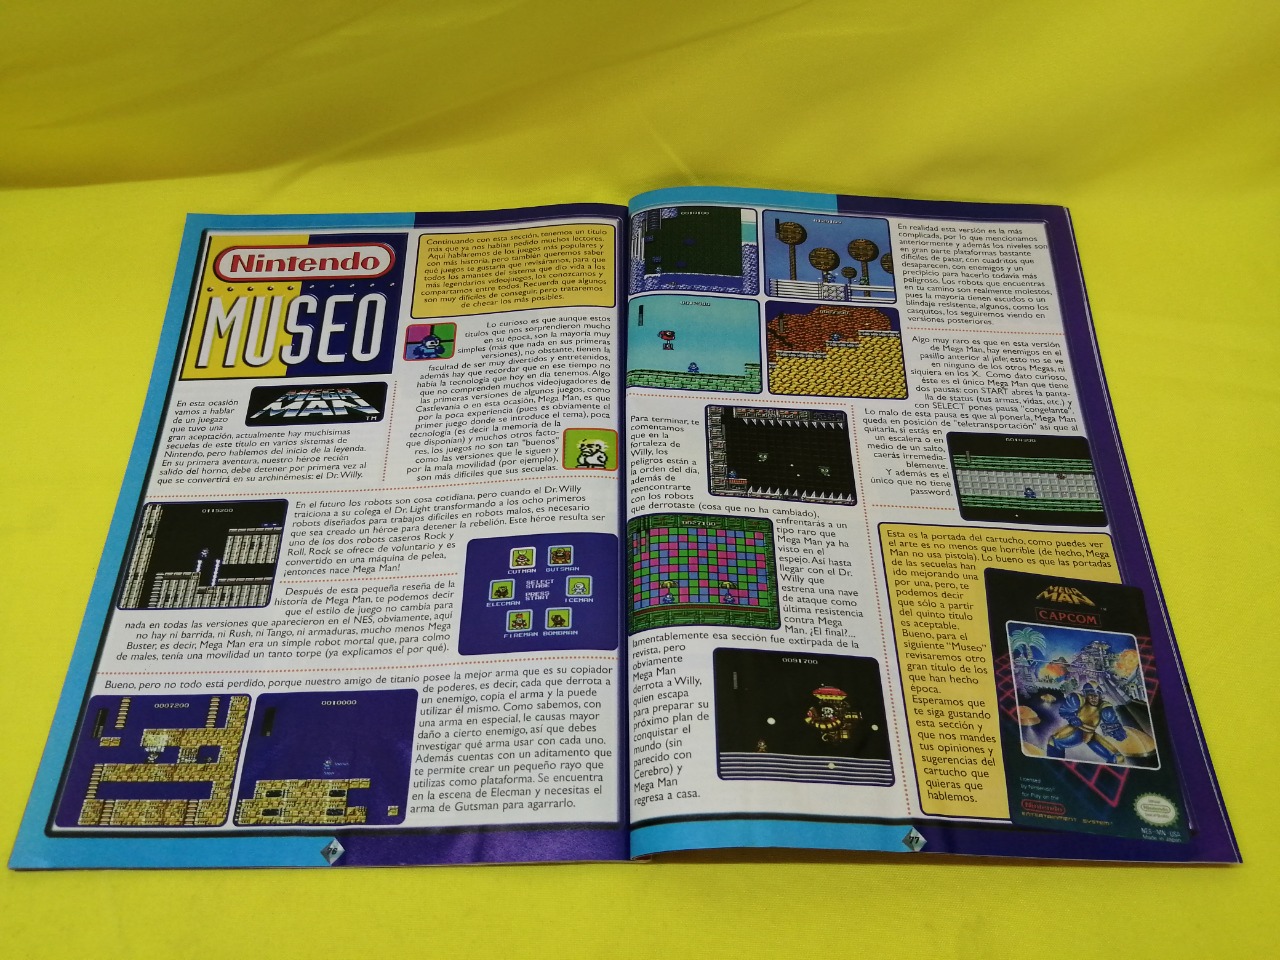 Nintendo
MUSEO
Continuando con esta sección, tenemos un título
más que ya nos habían pedido muchos lectores.
Aquí hablaremos de los juegos más populares y
con más historia, pero también queremos saber
qué juegos te gustaría que revisáramos, para que
todos los amantes del sistema que dio vida a los
más legendarios videojuegos, los conozcamos y
compartamos entre todos. Recuerda que algunos
son muy difíciles de conseguir, pero trataremos
de checar los más posibles.
MEGA
MAN
TM
En esta ocasión
vamos a hablar
de un juegazo
que tuvo una
gran aceptación, actualmente hay muchísimas
secuelas de este título en varios sistemas de
Nintendo, pero hablemos del inicio de la leyenda.
En su primera aventura, nuestro héroe recién
salido del horno, debe detener por primera vez al
que se convertirá en su archinémesis: el Dr. Willy.
Lo curioso es que aunque estos
títulos que nos sorprendieron mucho
en su época, son la mayoría muy
simples (más que nada en sus primeras
versiones), no obstante, tienen la
facultad de ser muy divertidos y entretenidos,
además hay que recordar que en ese tiempo no
había la tecnología que hoy en día tenemos. Algo
que no comprenden muchos videojugadores de
las primeras versiones de algunos juegos, como
Castlevania o en esta ocasión, Mega Man, es que
por la poca experiencia (pues es obviamente el
primer juego donde se introduce el tema), poca
tecnología (es decir la memoria de la
que disponían) y muchos otros facto-
res, los juegos no son tan "buenos"
como las versiones que le siguen y
por la mala movilidad (por ejemplo),
son más difíciles que sus secuelas.
0115200
En el futuro los robots son cosa cotidiana, pero cuando el Dr. Willy
traiciona a su colega el Dr. Light transformando a los ocho primeros
robots diseñados para trabajos difíciles en robots malos, es necesario
que sea creado un héroe para detener la rebelión. Este héroe resulta ser
uno de los dos robots caseros Rock y
Roll, Rock se ofrece de voluntario y es
convertido en una máquina de pelea,
¡entonces nace Mega Man!
CUTMAN GUTSMAN
ELECMAN
SELECT
STAGE
PRESS
START
ICEMAN
FIREMAN BOMBMAN
Después de esta pequeña reseña de la
historia de Mega Man, te podemos decir
que el estilo de juego no cambia para
nada en todas las versiones que aparecieron en el NES, obviamente, aquí
no hay ni barrida, ni Rush, ni Tango, ni armaduras, mucho menos Mega
Buster, es decir, Mega Man era un simple robot mortal que, para colmo
de males, tenía una movilidad un tanto torpe (ya explicamos el por qué).
Bueno, pero no todo está perdido, porque nuestro amigo de titanio posee la mejor arma que es su copiador
de poderes, es decir, cada que derrota a
un enemigo, copia el arma y la puede
utilizar él mismo. Como sabemos, con
una arma en especial, le causas mayor
daño a cierto enemigo, así que debes
investigar qué arma usar con cada uno.
Además cuentas con un aditamento que
te permite crear un pequeño rayo que
utilizas como plataforma. Se encuentra
en la escena de Elecman y necesitas el
arma de Gutsman para agarrarlo.
0007200
0010000
76
En realidad esta versión es la más
complicada, por lo que mencionamos
anteriormente y además los niveles son
en gran parte plataformas bastante
difíciles de pasar, con cuadritos que
desaparecen, con enemigos y un
precipicio para hacerlo todavía más
peligroso. Los robots que encuentras
en tu camino son realmente molestos,
pues la mayoría tienen escudos o un
blindaje resistente, algunos, como los
casquitos, los seguiremos viendo en
versiones posteriores.
Algo muy raro es que en esta versión
de Mega Man, hay enemigos en el
pasillo anterior al jefe; esto no se ve
en ninguno de los otros Megas, ni
siquiera en los X. Como dato curioso,
éste es el único Mega Man que tiene
dos pausas: con START abres la panta-
lla de status (tus armas, vidas, etc.) y
con SELECT pones pausa "congelante".
Lo malo de esta pausa es que al ponerla, Mega Man
queda en posición de "teletransportación" así que al
quitarla, si estás en
un escalera o en
medio de un salto,
caerás irremedia-
blemente.
Y además es el
único que no tiene
password.
Para terminar, te
comentamos
que en la
fortaleza de
Willy, los
peligros están a
la orden del día,
además de
reencontrarte
con los robots
que derrotaste (cosa que no ha cambiado),
enfrentarás a un
tipo raro que
Mega Man ya ha
visto en el
espejo. Así hasta
llegar con el Dr.
Willy que
estrena una nave
de ataque como
última resistencia
contra Mega
Man. ¡El final?...
lamentablemente esa sección fue extirpada de la
revista, pero
obviamente
Mega Man
derrota a Willy,
quien escapa
para preparar su
próximo plan de
conquistar el
mundo (sin
parecido con
Cerebro) y
Mega Man
regresa a casa.
0027100
0091700
Esta es la portada del cartucho, como puedes ver
el arte es no menos que horrible (de hecho, Mega
Man no usa pistola). Lo bueno es que las portadas
de las secuelas han
ido mejorando una
por una, pero, te
podemos decir
que sólo a partir
del quinto título
es aceptable.
Bueno, para el
siguiente "Museo"
revisaremos otro
gran título de los
que han hecho
época.
Esperamos que
te siga gustando
esta sección y
que nos mandes
tus opiniones y
sugerencias del
cartucho que
quieras que
hablemos.
MEGA
MAN
CAPCOM
Licensed
by Nintendo
for Play on the
Nintendo
ENTERTAINMENT SYSTEM
NES-MN-USA
Made in Japan
77